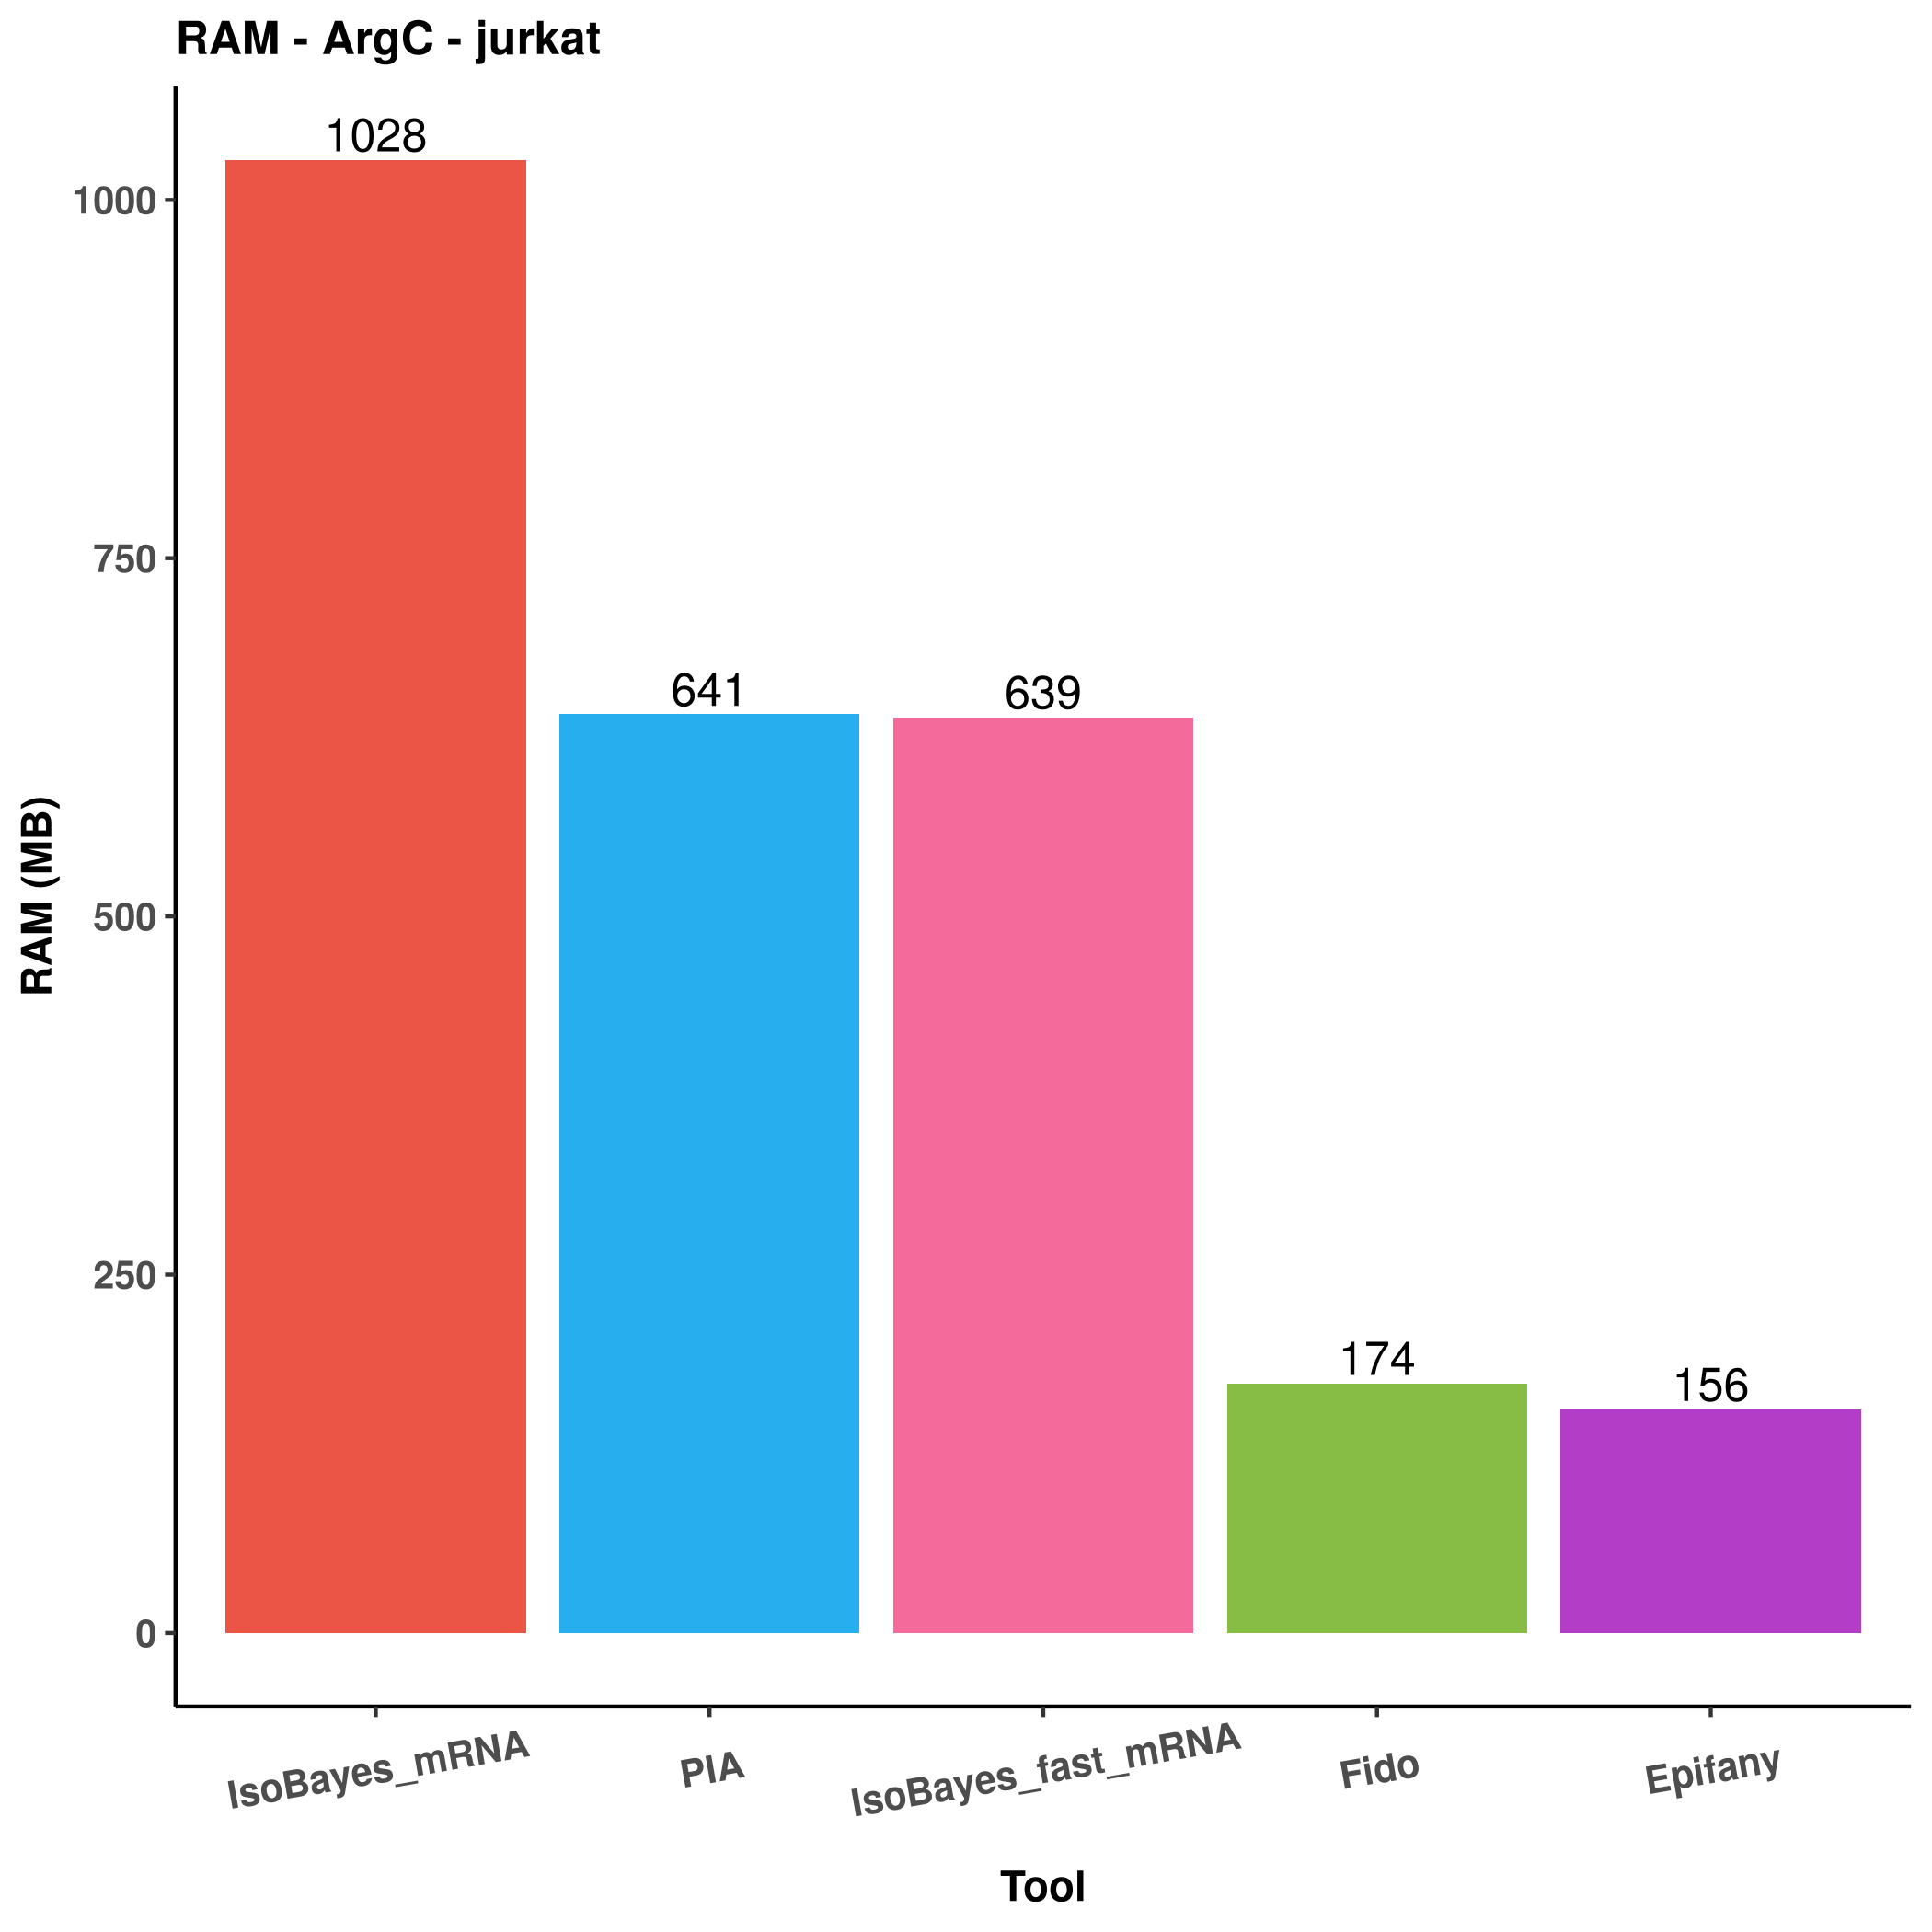 RAM - ArgC - jurkat
1028
1000
750
641
639
RAM (MB)
500
250
174
156
0
IsoBayes_mRNA
PIA
IsoBayes_fast_mRNA
Fido
Epifany
Tool